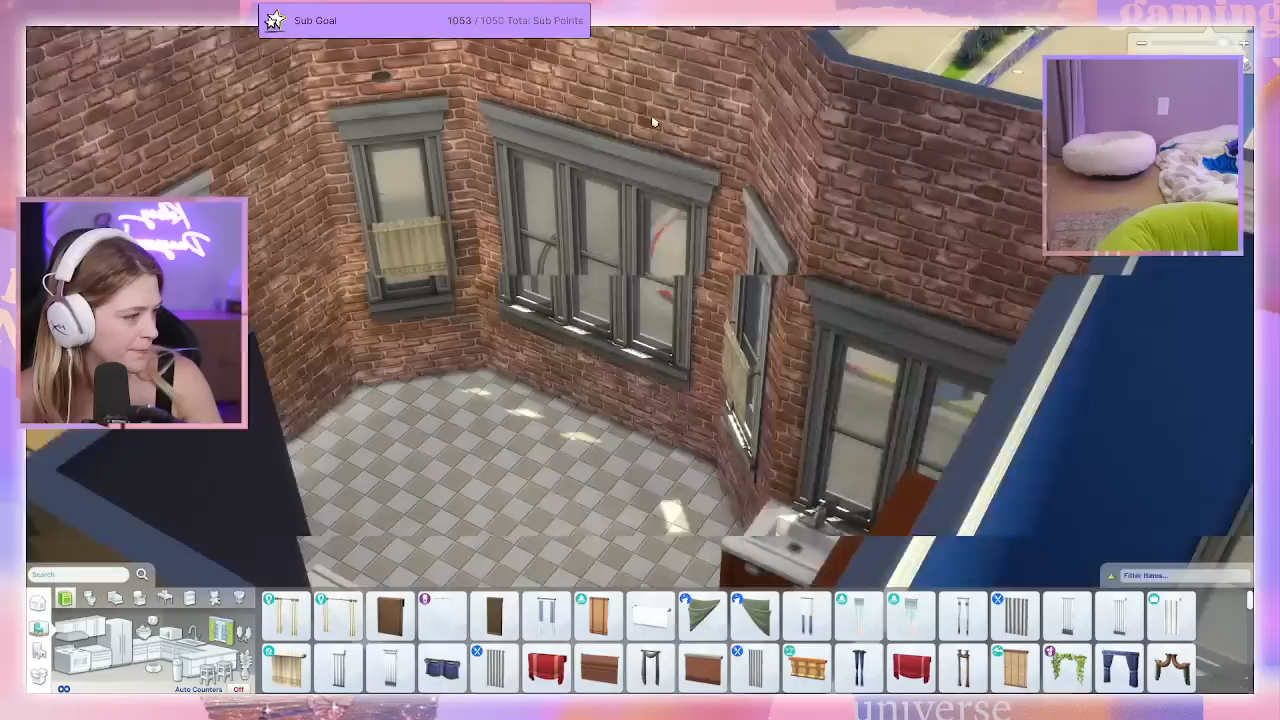 gaming
Sub Goal
1053 / 1050 Total Sub Points
Search
Filter Items...
Auto Counters
Off
universe